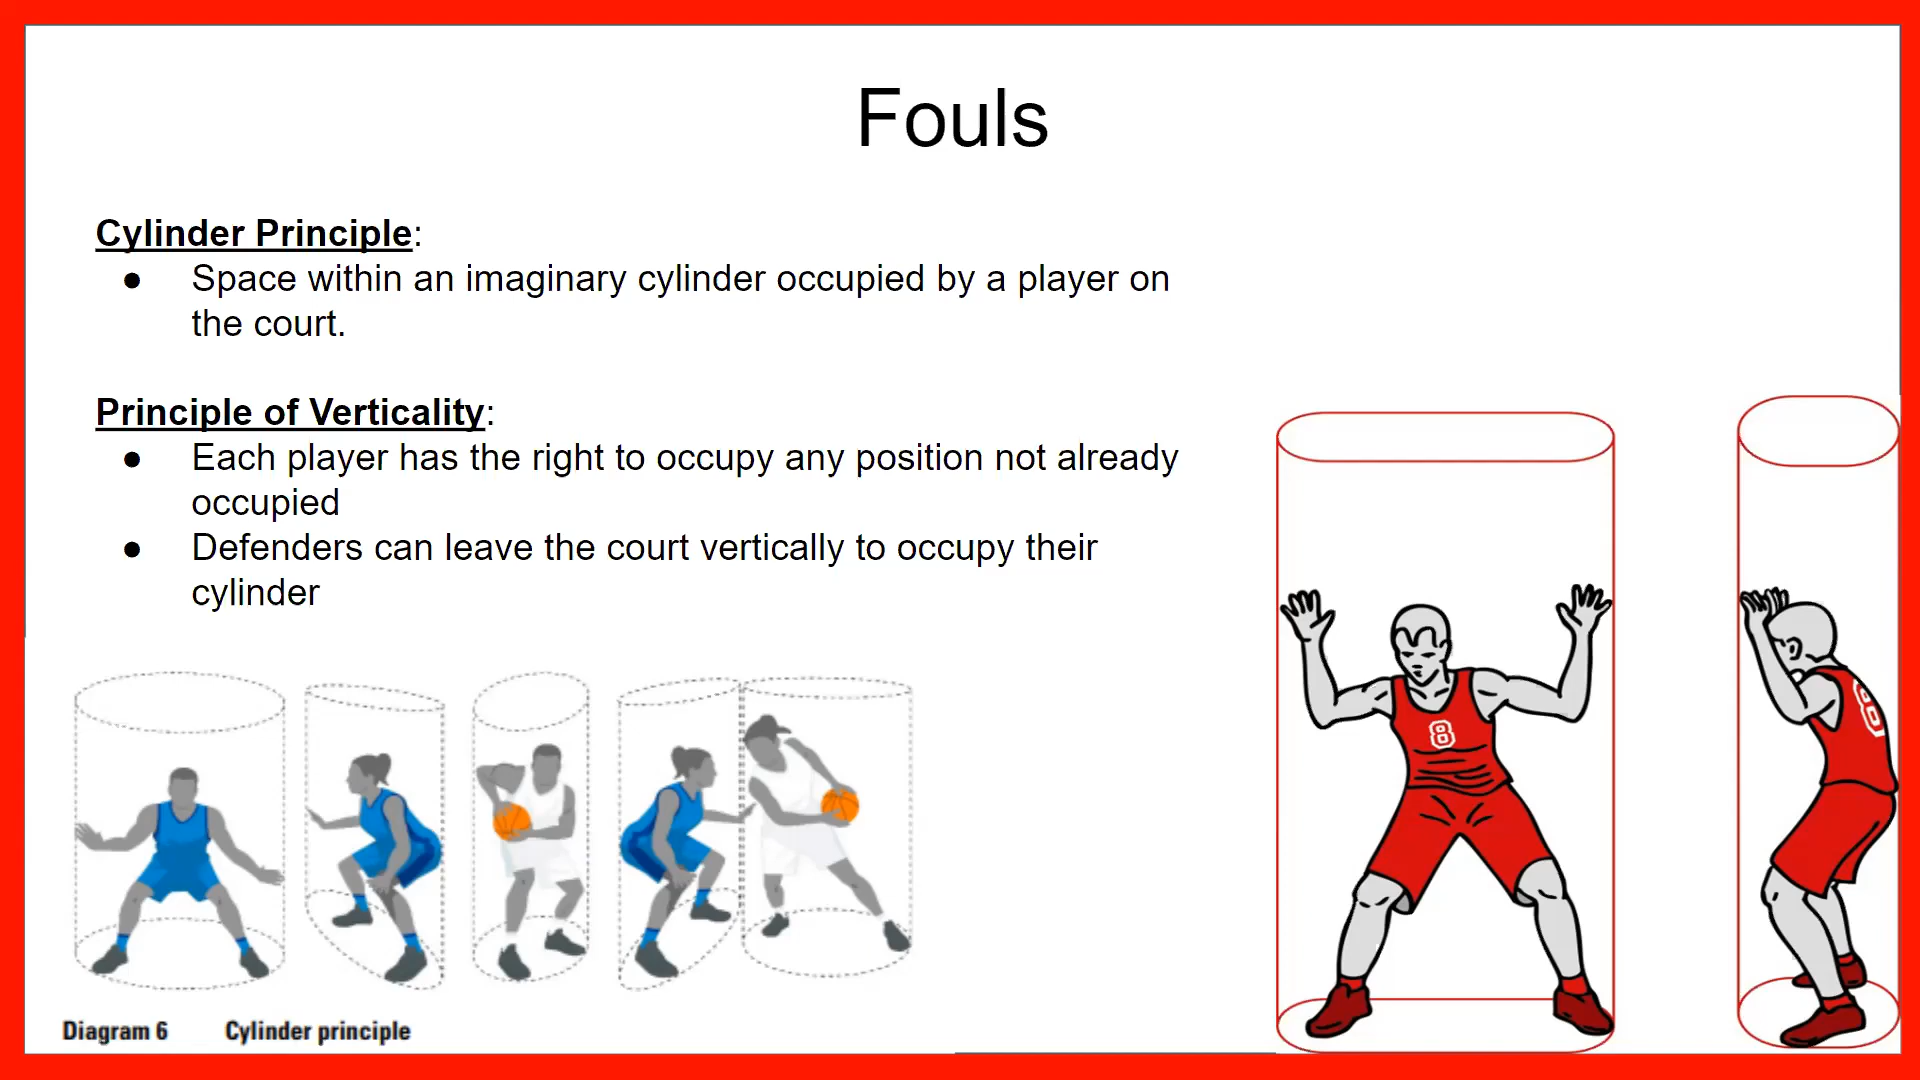 Fouls
Cylinder Principle:
● Space within an imaginary cylinder occupied by a player on
the court.
Principle of Verticality:
● Each player has the right to occupy any position not already
occupied
● Defenders can leave the court vertically to occupy their
cylinder
8
8
Diagram 6 Cylinder principle